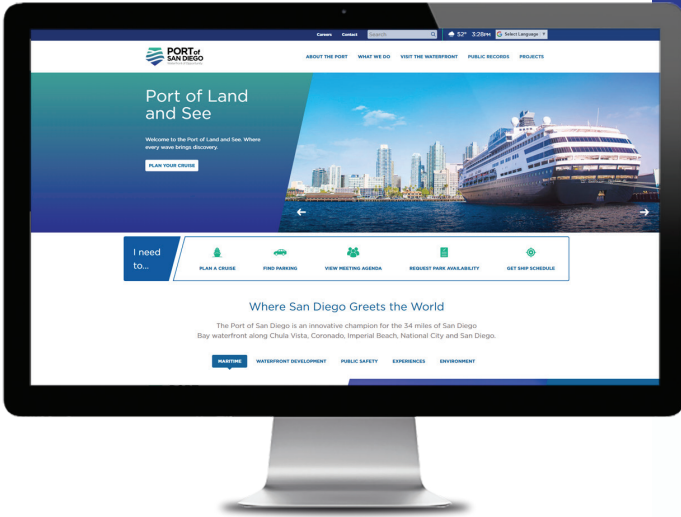 Careers Contact Search 52° 3:28PM G Select Language ▼
PORT of
SAN DIEGO
ABOUT THE PORT WHAT WE DO VISIT THE WATERFRONT PUBLIC RECORDS PROJECTS
Port of Land
and See
Welcome to the Port of Land and See. Where
every wave brings discovery.
PLAN YOUR CRUISE
I need
to...
PLAN A CRUISE FIND PARKING VIEW MEETING AGENDA REQUEST PARK AVAILABILITY GET SHIP SCHEDULE
Where San Diego Greets the World
The Port of San Diego is an innovative champion for the 34 miles of San Diego
Bay waterfront along Chula Vista, Coronado, Imperial Beach, National City and San Diego.
MARITIME WATERFRONT DEVELOPMENT PUBLIC SAFETY EXPERIENCES ENVIRONMENT